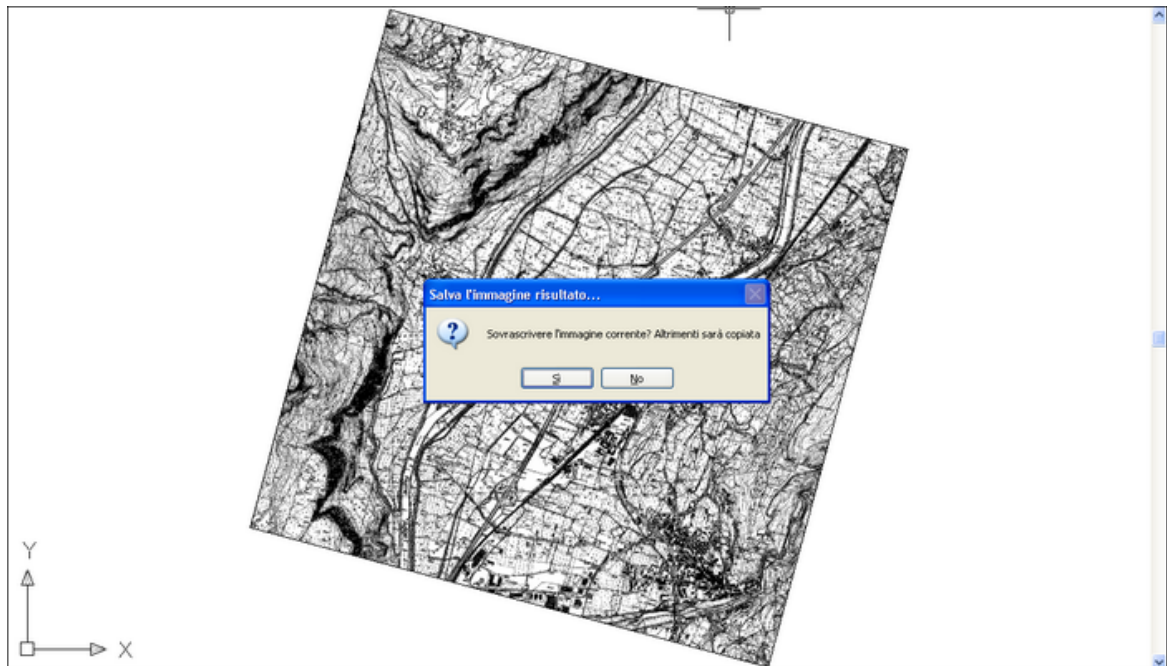 Salva l'immagine risultato...
Sovrascrivere l'immagine corrente? Altrimenti sarà copiata
Sì
No
Y
X